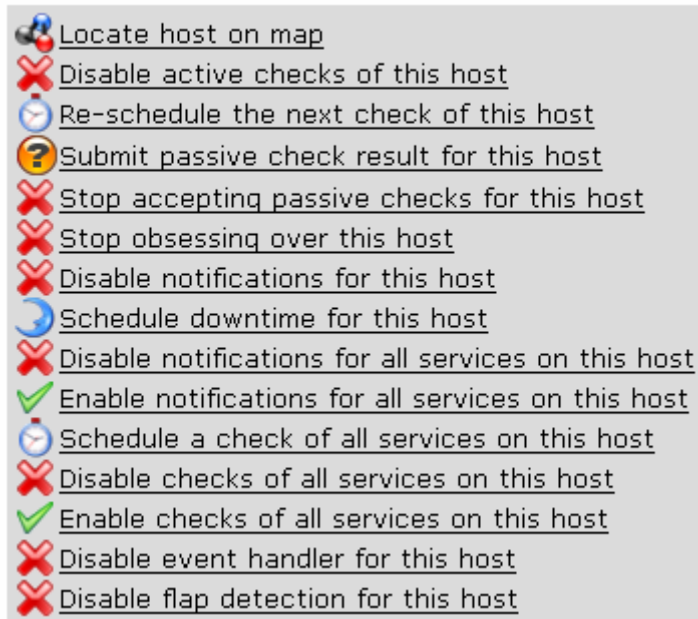 Locate host on map
Disable active checks of this host
Re-schedule the next check of this host
Submit passive check result for this host
Stop accepting passive checks for this host
Stop obsessing over this host
Disable notifications for this host
Schedule downtime for this host
Disable notifications for all services on this host
Enable notifications for all services on this host
Schedule a check of all services on this host
Disable checks of all services on this host
Enable checks of all services on this host
Disable event handler for this host
Disable flap detection for this host